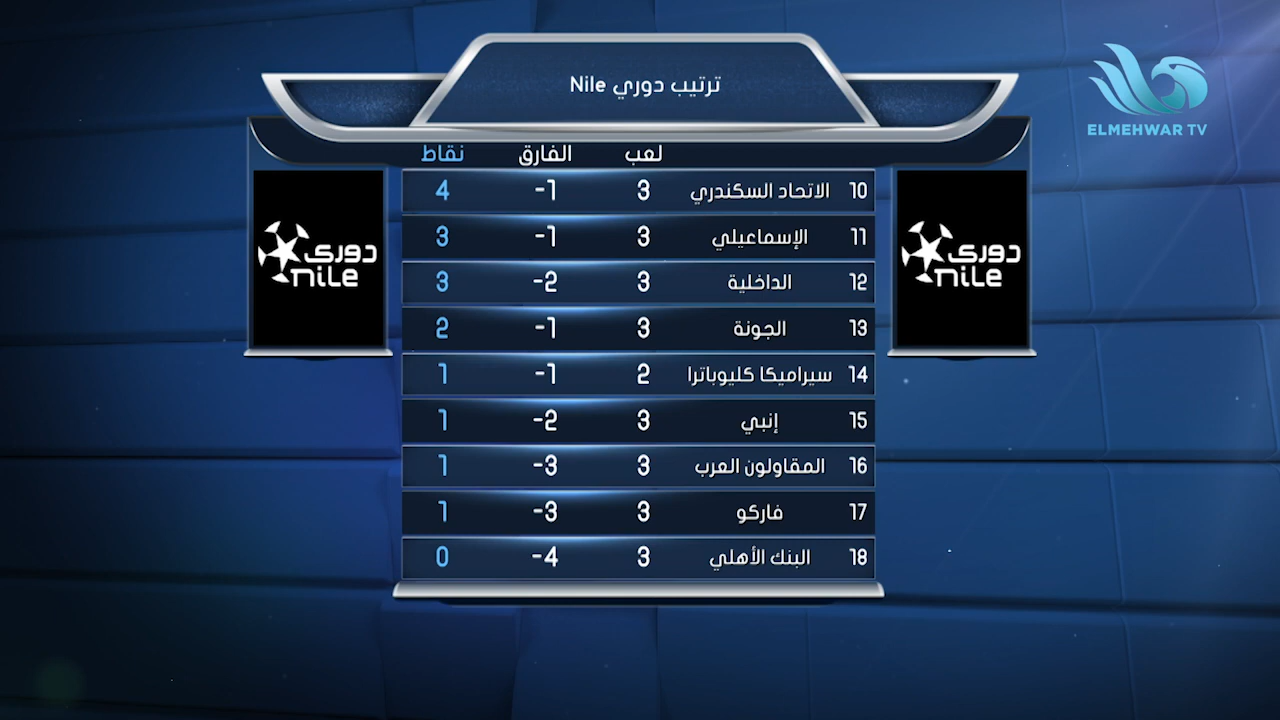 ترتيب دوري Nile
ELMEHWAR TV
لعب الفارق نقاط
10 الاتحاد السكندري 3 -1 4
11 الإسماعيلي 3 -1 3
12 الداخلية 3 -2 3
13 الجونة 3 -1 2
14 سيراميكا كليوباترا 2 -1 1
15 إنبي 3 -2 1
16 المقاولون العرب 3 -3 1
17 فاركو 3 -3 1
18 البنك الأهلي 3 -4 0
دورى
nile
دورى
nile